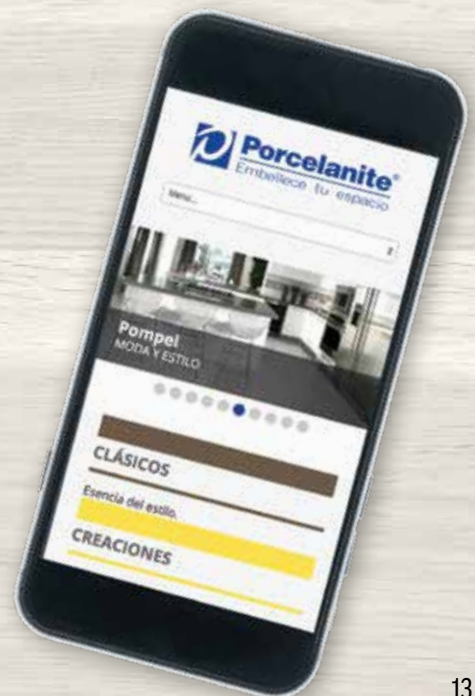 Porcelanite®
Embellece tu espacio
Menu...
Pompei
MODA Y ESTILO
CLÁSICOS
Esencia del estilo.
CREACIONES
13